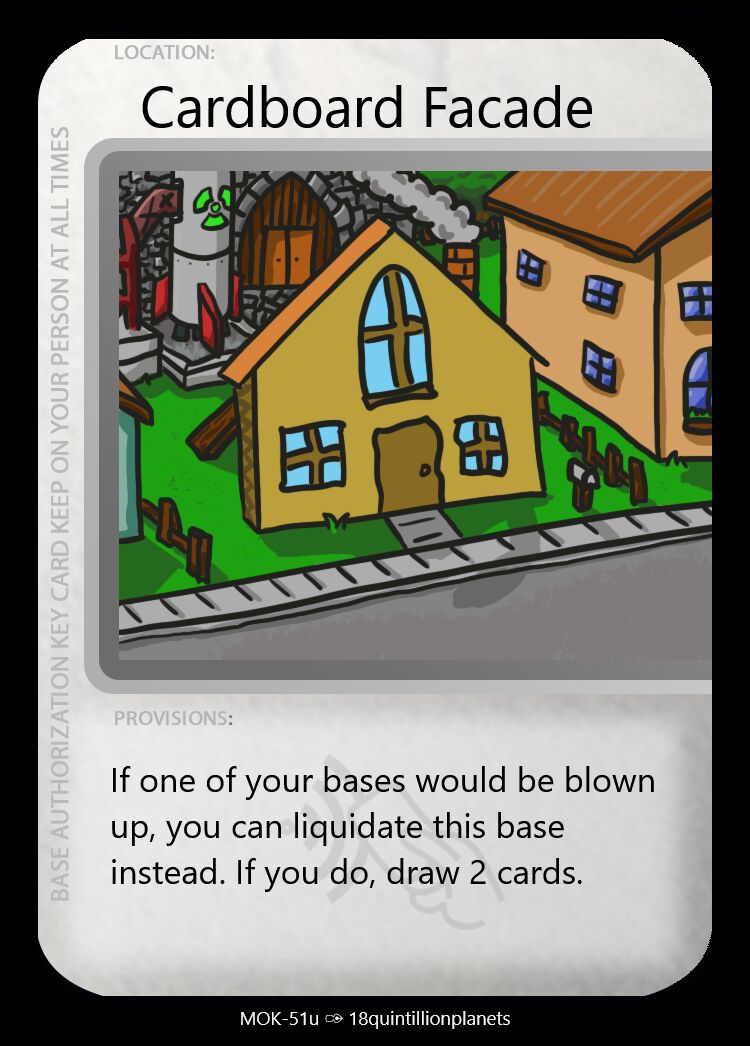 LOCATION:
Cardboard Facade
BASE AUTHORIZATION KEY CARD KEEP ON YOUR PERSON AT ALL TIMES
PROVISIONS:
If one of your bases would be blown
up, you can liquidate this base
instead. If you do, draw 2 cards.
MOK-51u ✑ 18quintillionplanets